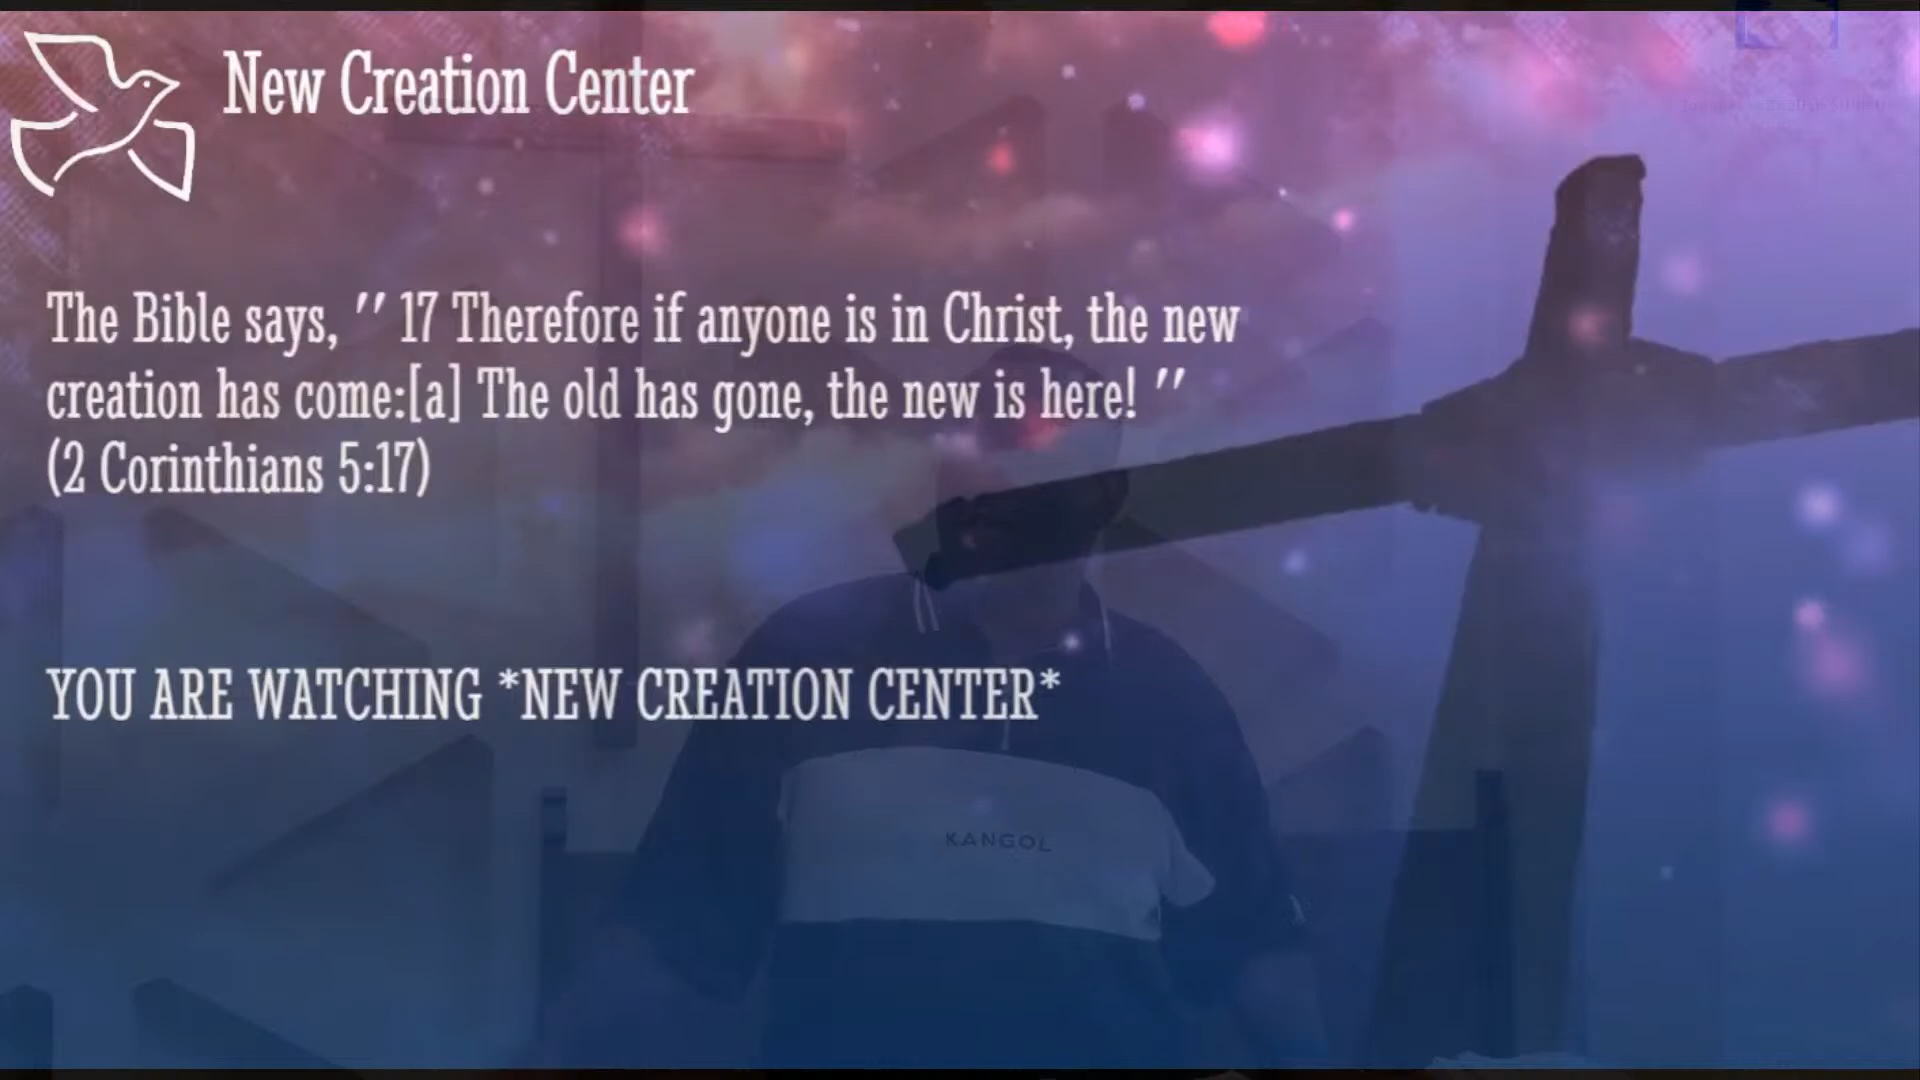 New Creation Center
The Bible says, " 17 Therefore if anyone is in Christ, the new
creation has come:[a] The old has gone, the new is here! "
(2 Corinthians 5:17)
YOU ARE WATCHING *NEW CREATION CENTER*
KANGOL